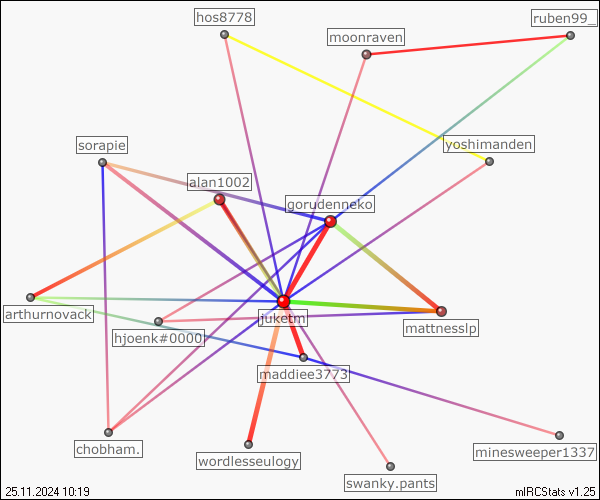 hos8778
ruben99_
moonraven
sorapie
yoshimanden
alan1002
gorudenneko
arthurnovack
juketm
mattnesslp
hjoenk#0000
maddiee3773
chobham.
minesweeper1337
wordlesseulogy
swanky.pants
25.11.2024 10:19
mIRCStats v1.25